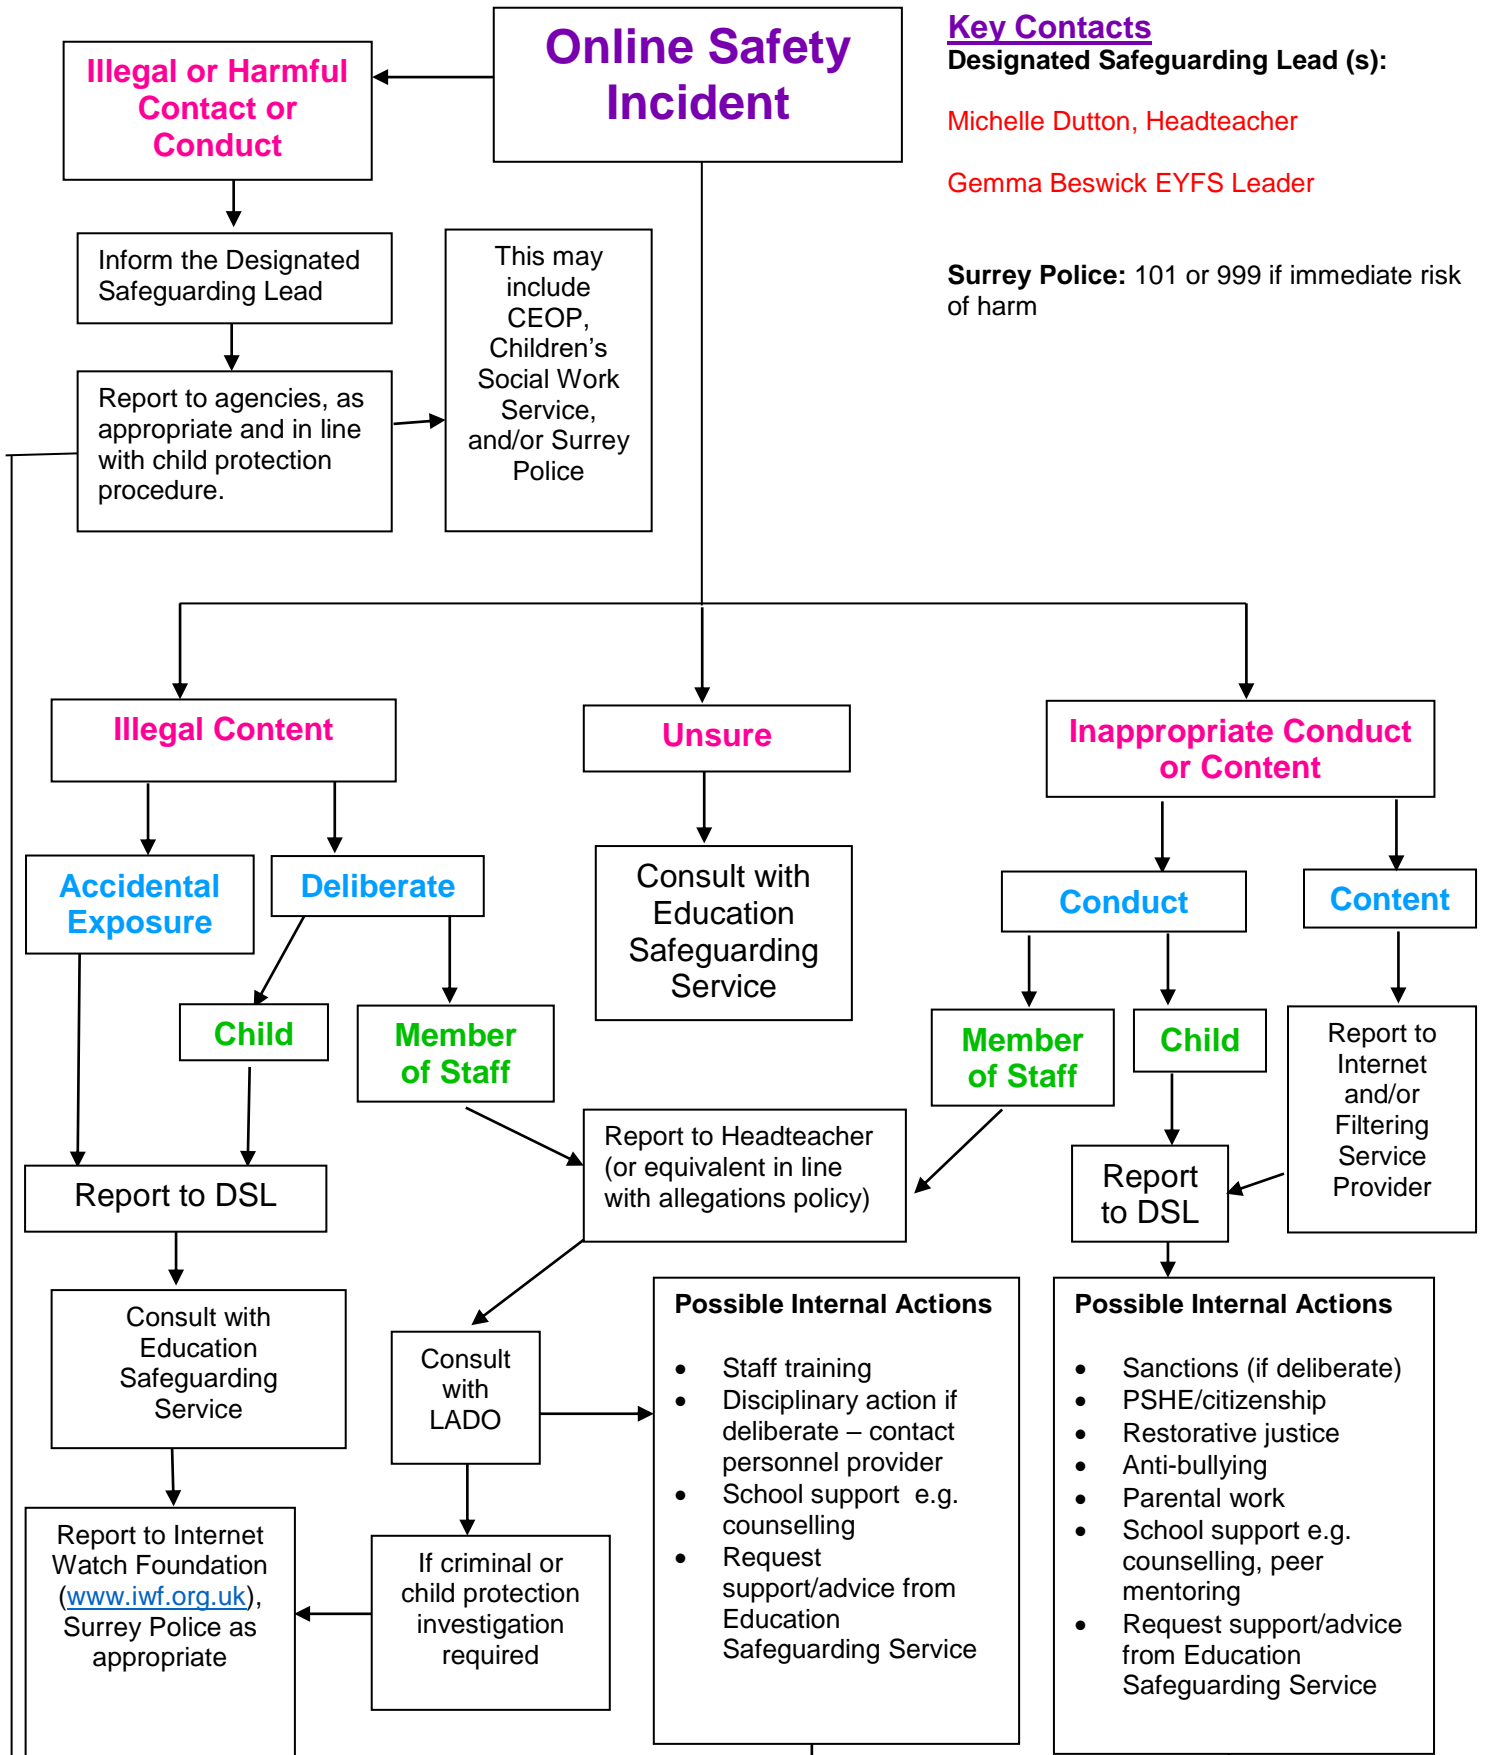 Online Safety
Incident
Key Contacts
Designated Safeguarding Lead (s):
Michelle Dutton, Headteacher
Gemma Beswick EYFS Leader
Surrey Police: 101 or 999 if immediate risk
of harm
Illegal or Harmful
Contact or
Conduct
Inform the Designated
Safeguarding Lead
Report to agencies, as
appropriate and in line
with child protection
procedure.
This may
include
CEOP,
Children's
Social Work
Service,
and/or Surrey
Police
Illegal Content
Unsure
Inappropriate Conduct
or Content
Accidental
Exposure
Deliberate
Consult with
Education
Safeguarding
Service
Conduct
Content
Child
Member
of Staff
Member
of Staff
Child
Report to
Internet
and/or
Filtering
Service
Provider
Report to DSL
Report to Headteacher
(or equivalent in line
with allegations policy)
Report
to DSL
Consult with
Education
Safeguarding
Service
Consult
with
LADO
Possible Internal Actions
• Staff training
• Disciplinary action if
deliberate – contact
personnel provider
• School support  e.g.
counselling
• Request
support/advice from
Education
Safeguarding Service
Possible Internal Actions
• Sanctions (if deliberate)
• PSHE/citizenship
• Restorative justice
• Anti-bullying
• Parental work
• School support e.g.
counselling, peer
mentoring
• Request support/advice
from Education
Safeguarding Service
Report to Internet
Watch Foundation
(www.iwf.org.uk),
Surrey Police as
appropriate
If criminal or
child protection
investigation
required